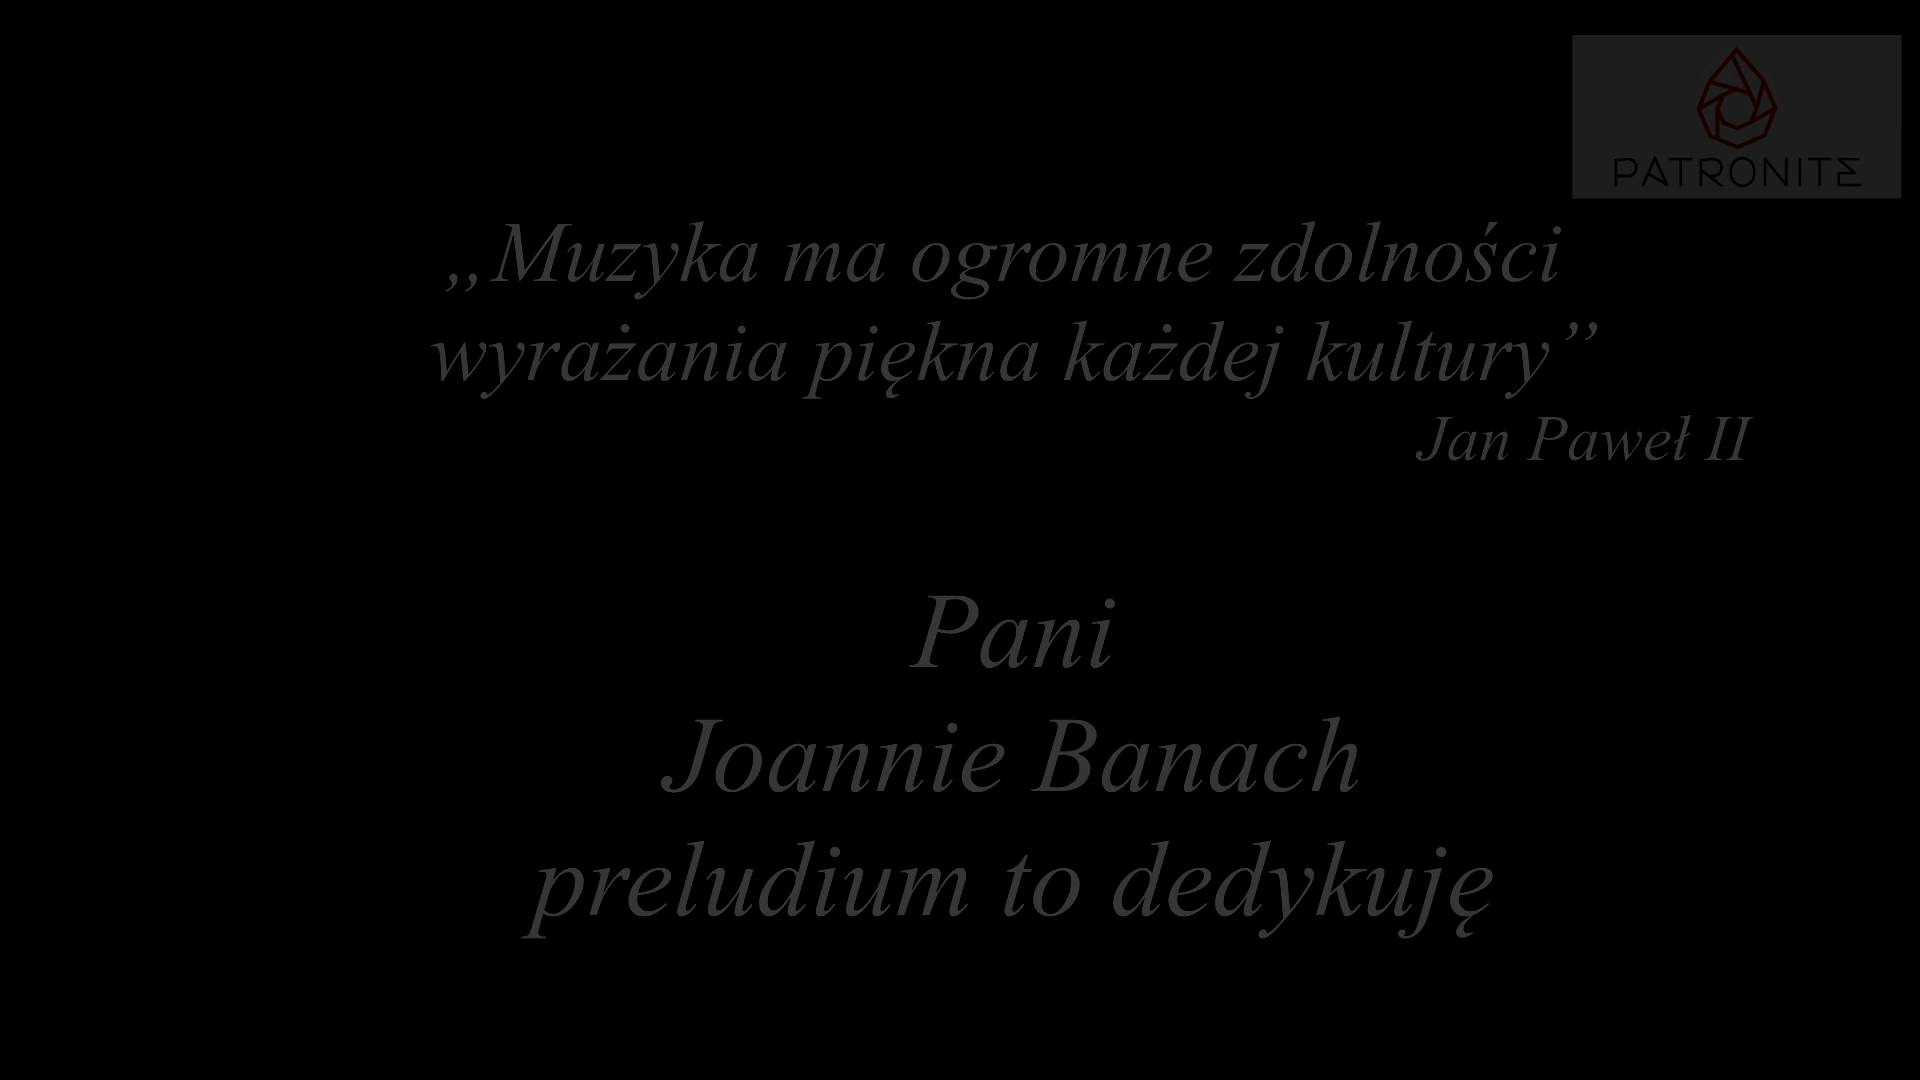 PATRONITE
„Muzyka ma ogromne zdolności
wyrażania piękna każdej kultury”
Jan Paweł II
Pani
Joannie Banach
preludium to dedykuję